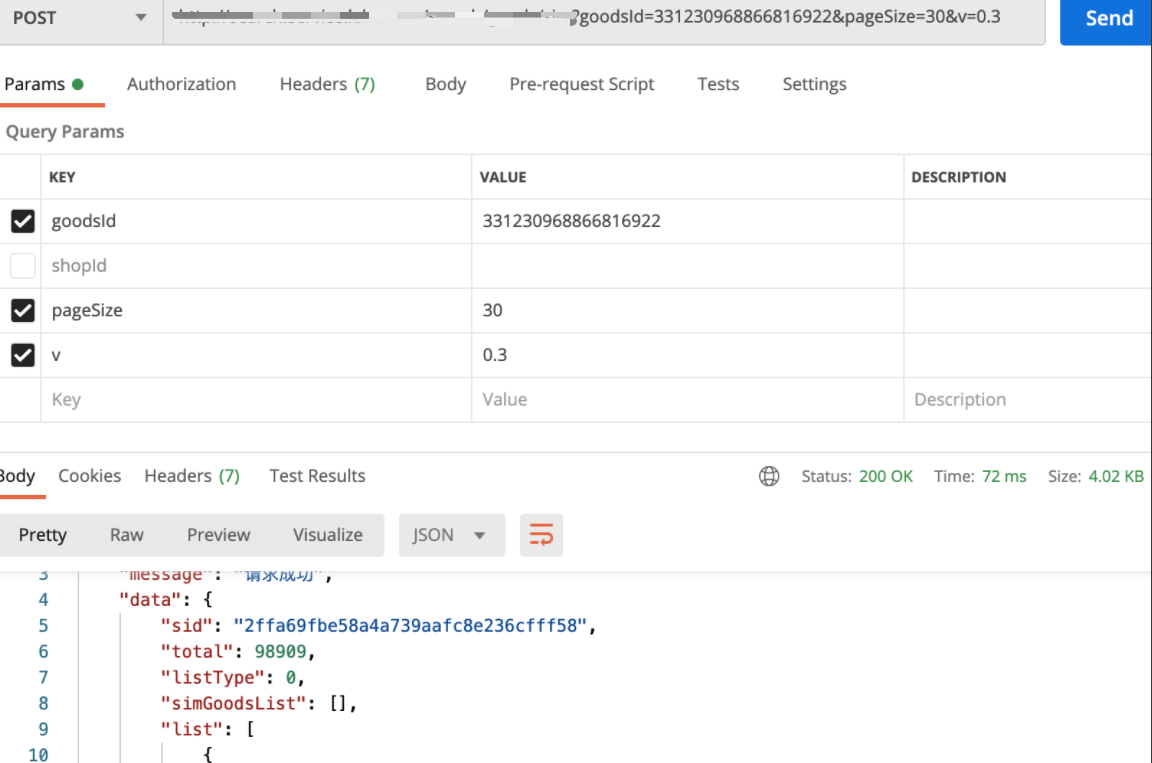 POST ?goodsId=331230968866816922&pageSize=30&v=0.3 Send
Params Authorization Headers (7) Body Pre-request Script Tests Settings
Query Params
KEY VALUE DESCRIPTION
goodsId 331230968866816922
shopId
pageSize 30
v 0.3
Key Value Description
Body Cookies Headers (7) Test Results Status: 200 OK Time: 72 ms Size: 4.02 KB
Pretty Raw Preview Visualize JSON
3 "message": "请求成功",
4 "data": {
5 "sid": "2ffa69fbe58a4a739aafc8e236cfff58",
6 "total": 98909,
7 "listType": 0,
8 "simGoodsList": [],
9 "list": [
10 {